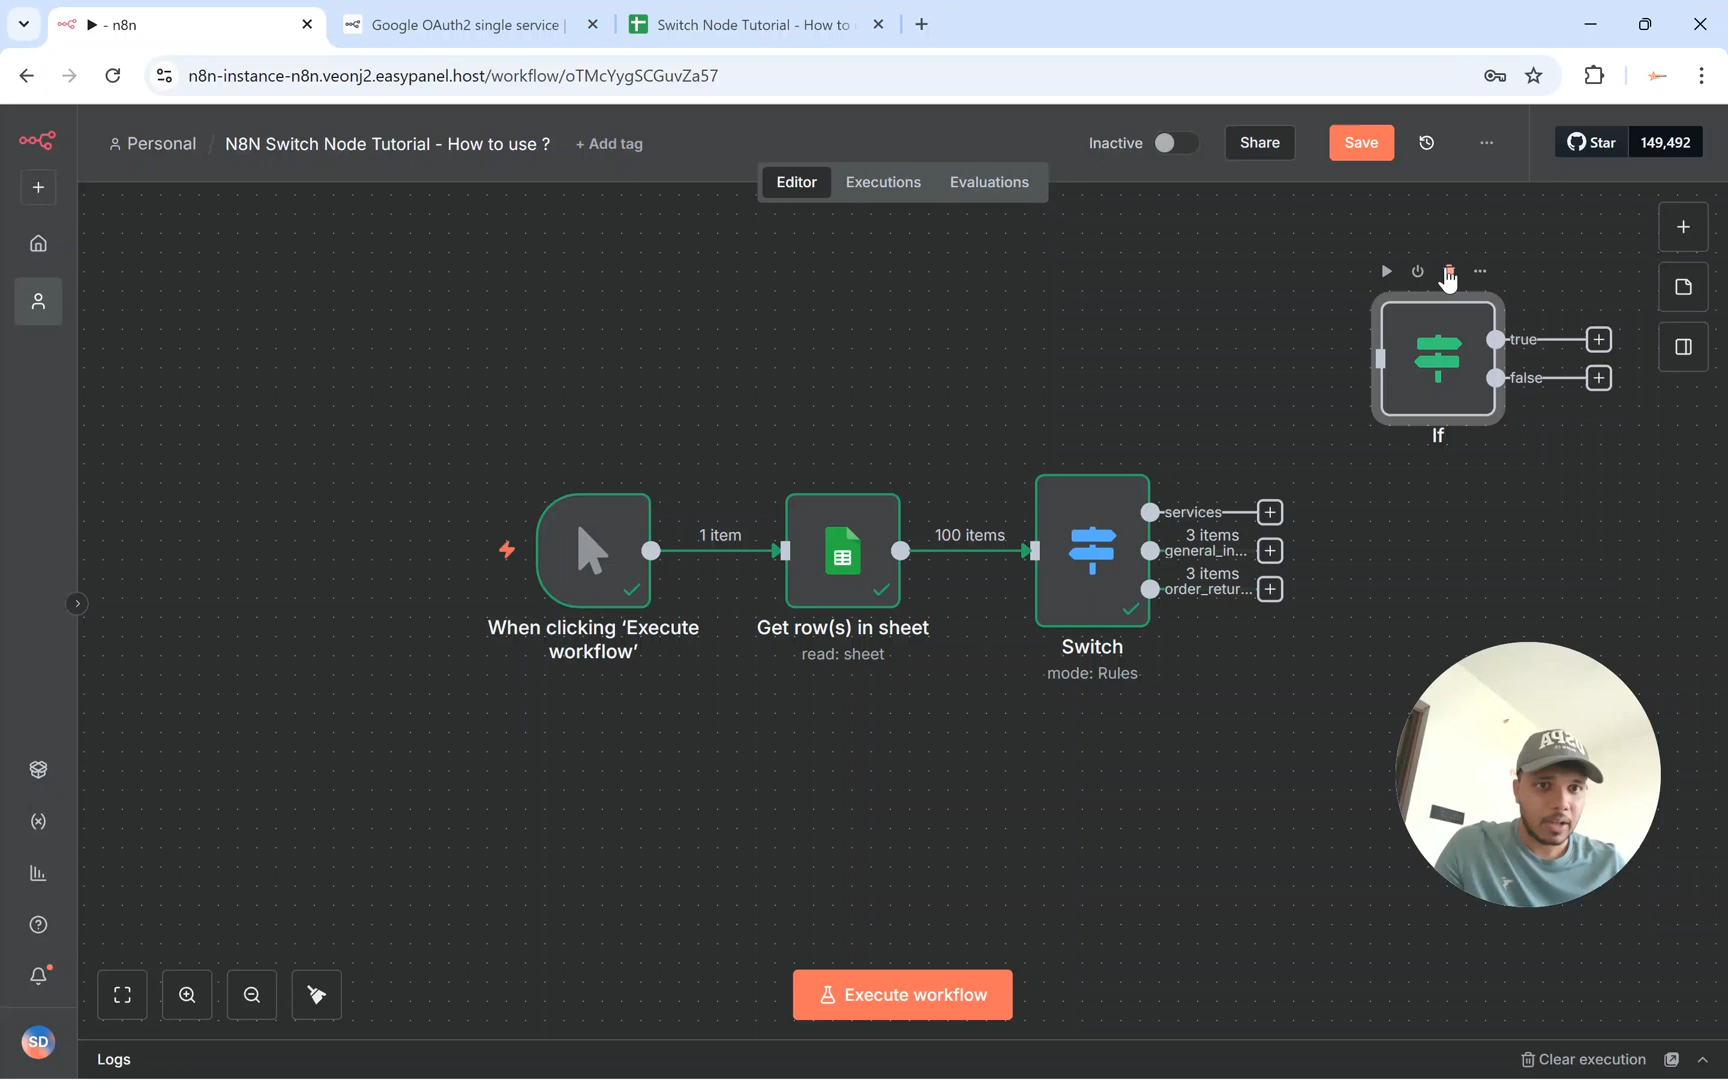 - n8n
Google OAuth2 single service |
Switch Node Tutorial - How to
n8n-instance-n8n.veonj2.easypanel.host/workflow/oTMcYygSCGuvZa57
Personal / N8N Switch Node Tutorial - How to use ? + Add tag
Inactive
Share
Save
Star 149,492
Editor Executions Evaluations
true
false
If
1 item
100 items
services
3 items
general_in...
3 items
order_retur...
When clicking ‘Execute
workflow’
Get row(s) in sheet
read: sheet
Switch
mode: Rules
USPA
Execute workflow
SD
Logs
Clear execution